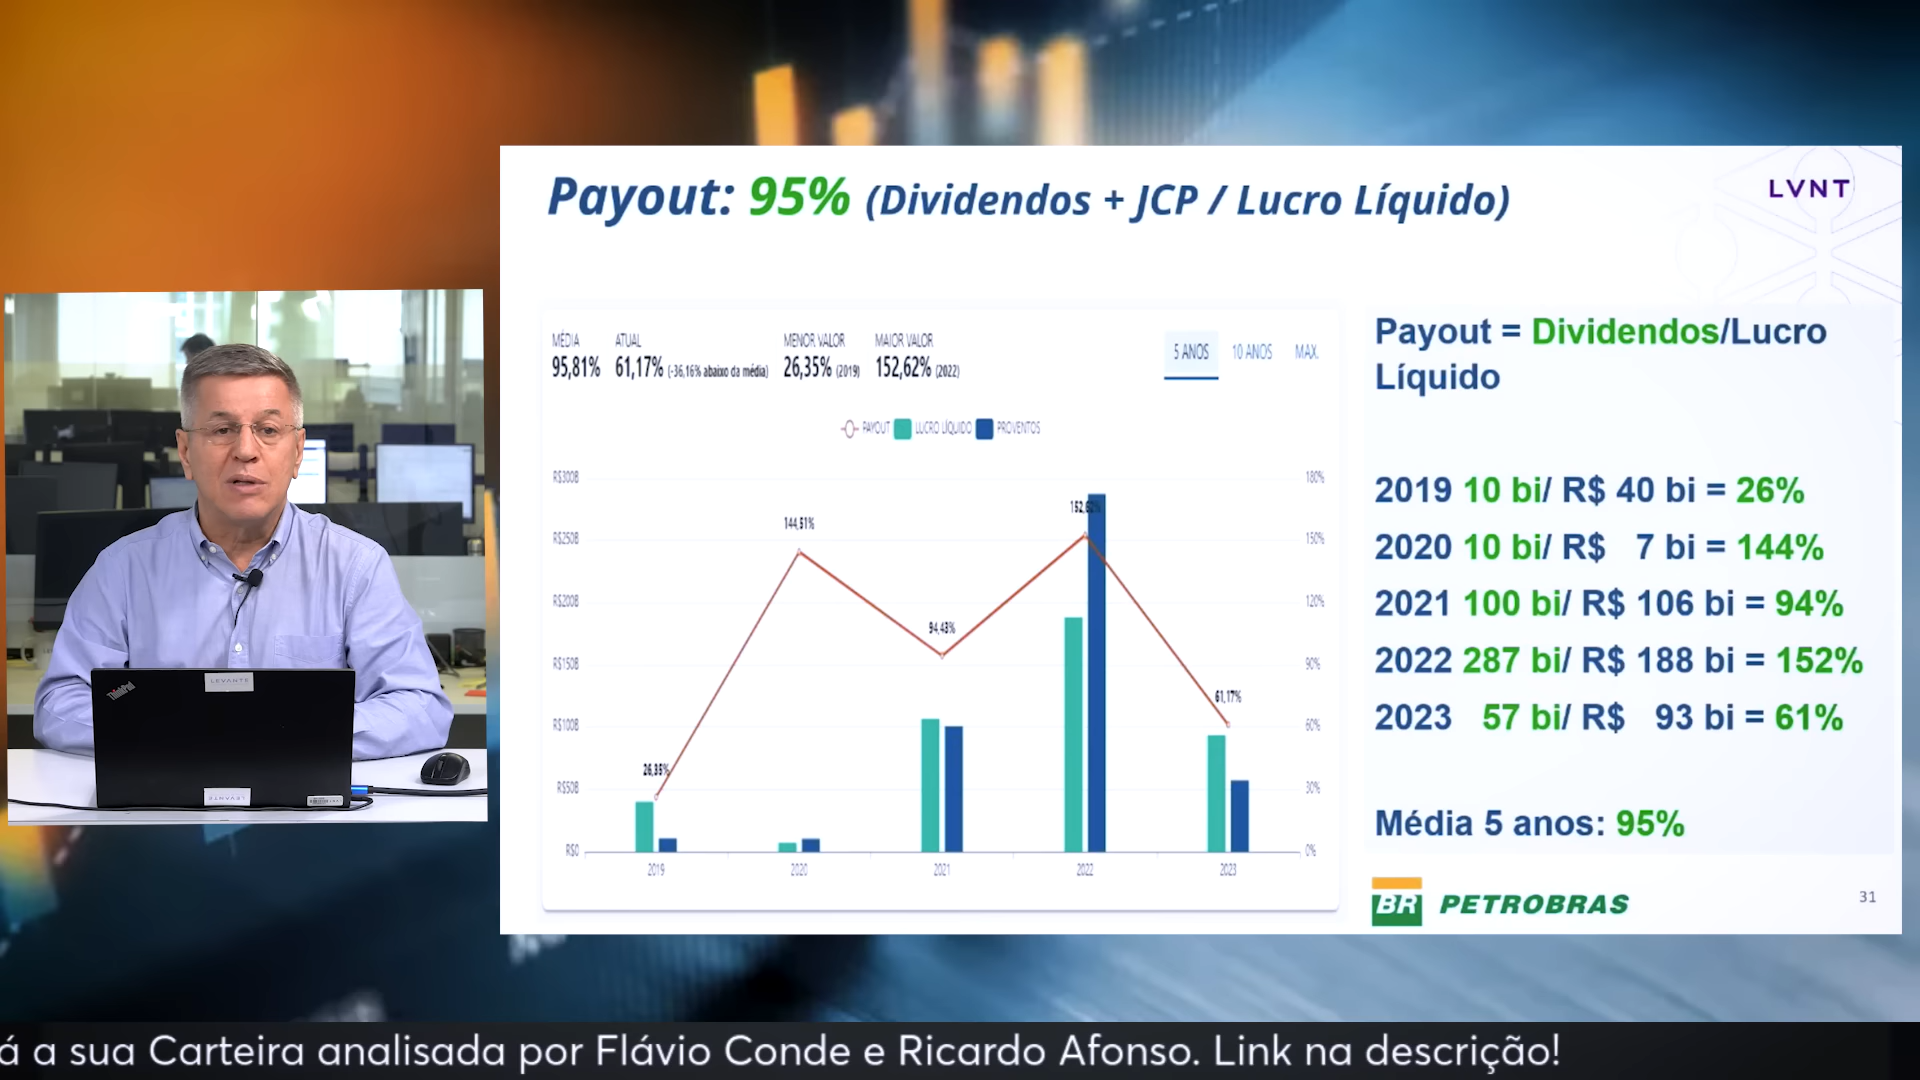 Payout: 95% (Dividendos + JCP / Lucro Líquido)
LVNT
MÉDIA
95,81%
ATUAL
61,17% (-36,16% abaixo da média)
MENOR VALOR
26,35% (2019)
MAIOR VALOR
152,62% (2022)
5 ANOS
10 ANOS
MAX.
PAYOUT
LUCRO LÍQUIDO
PROVENTOS
R$300B
R$250B
R$200B
R$150B
R$100B
R$50B
R$0
180%
150%
120%
90%
60%
30%
0%
26,35%
144,51%
94,43%
152,62%
61,17%
2019
2020
2021
2022
2023
Payout = Dividendos/Lucro
Líquido
2019 10 bi/ R$ 40 bi = 26%
2020 10 bi/ R$ 7 bi = 144%
2021 100 bi/ R$ 106 bi = 94%
2022 287 bi/ R$ 188 bi = 152%
2023 57 bi/ R$ 93 bi = 61%
Média 5 anos: 95%
BR PETROBRAS
31
ThinkPad
LEVANTE
LEVANTE
á a sua Carteira analisada por Flávio Conde e Ricardo Afonso. Link na descrição!